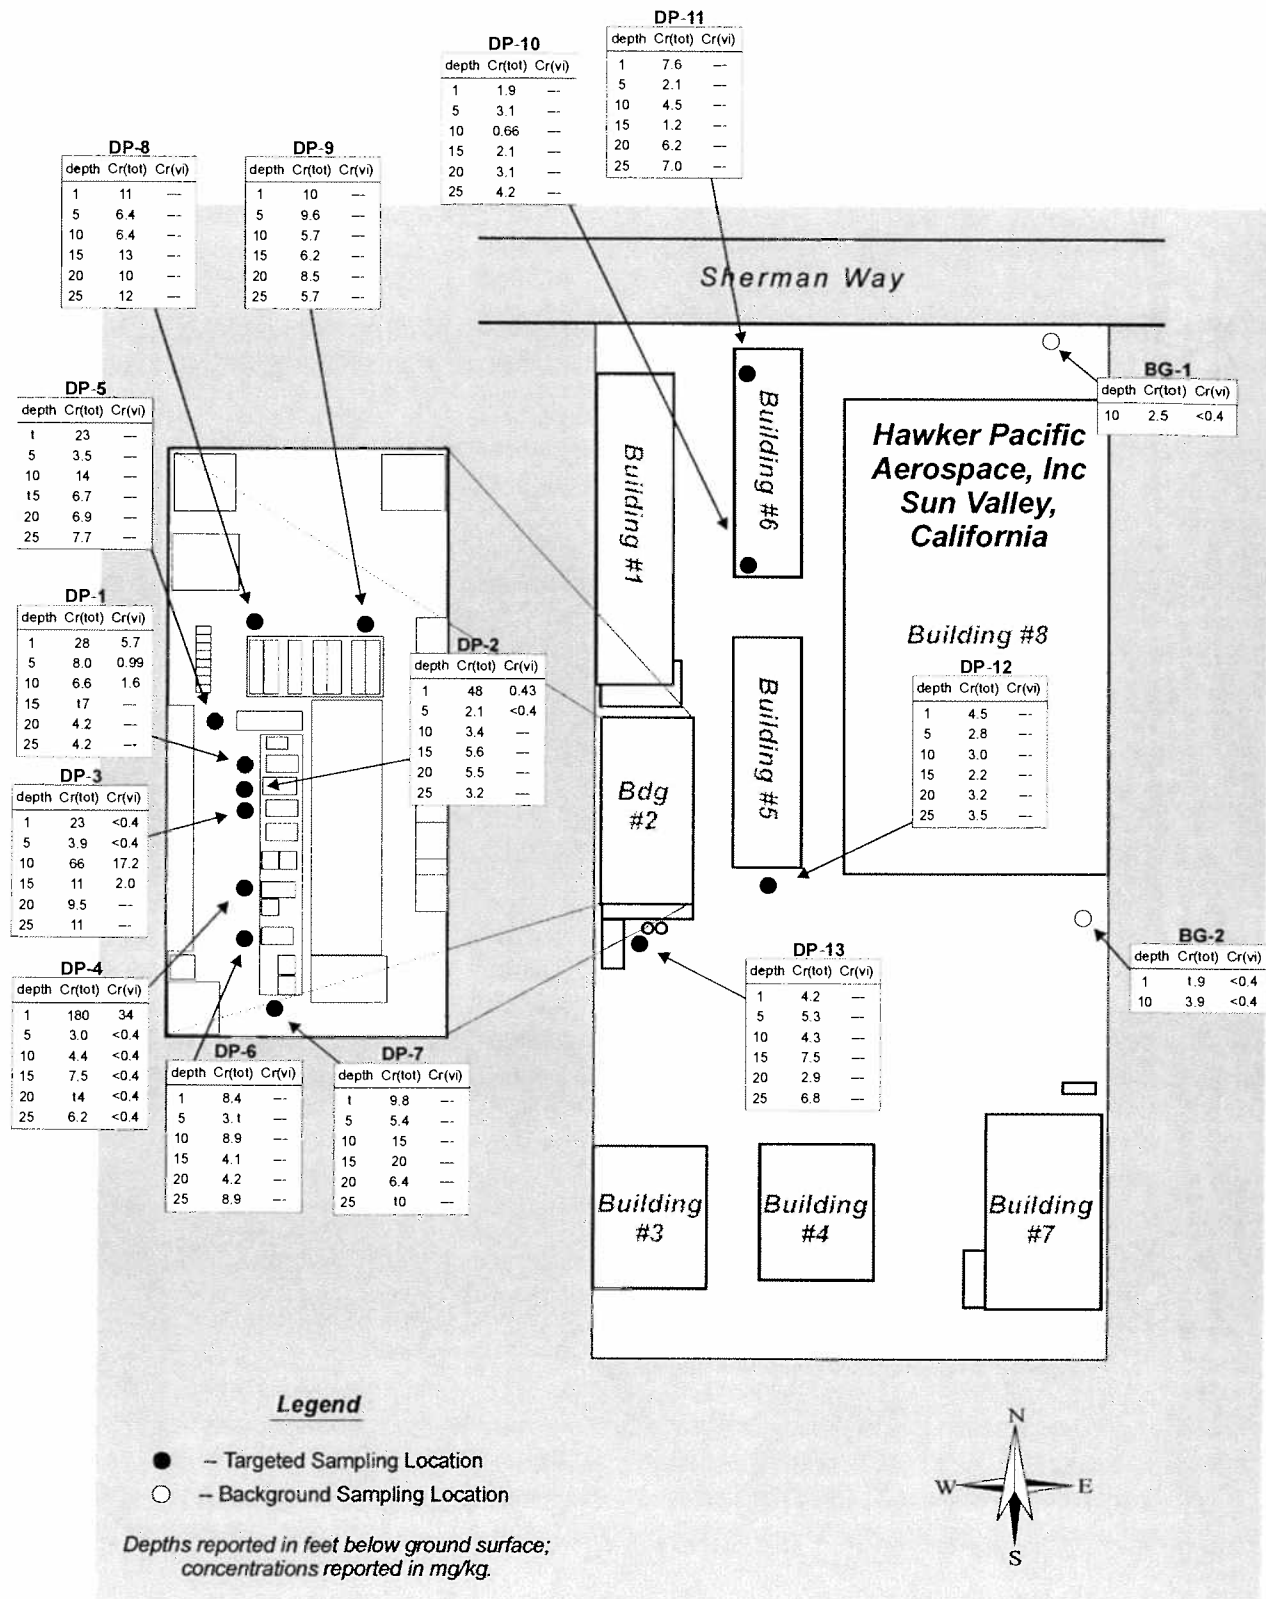 DP-11
depth Cr(tot) Cr(vi)
1 7.6 ---
5 2.1 ---
10 4.5 ---
15 1.2 ---
20 6.2 ---
25 7.0 ---
DP-10
depth Cr(tot) Cr(vi)
1 1.9 ---
5 3.1 ---
10 0.66 ---
15 2.1 ---
20 3.1 ---
25 4.2 ---
DP-8
depth Cr(tot) Cr(vi)
1 11 ---
5 6.4 ---
10 6.4 ---
15 13 ---
20 10 ---
25 12 ---
DP-9
depth Cr(tot) Cr(vi)
1 10 ---
5 9.6 ---
10 5.7 ---
15 6.2 ---
20 8.5 ---
25 5.7 ---
Sherman Way
BG-1
depth Cr(tot) Cr(vi)
10 2.5 <0.4
DP-5
depth Cr(tot) Cr(vi)
1 23 ---
5 3.5 ---
10 14 ---
15 6.7 ---
20 6.9 ---
25 7.7 ---
Building #1
Building #6
Hawker Pacific
Aerospace, Inc
Sun Valley,
California
Building #8
DP-1
depth Cr(tot) Cr(vi)
1 28 5.7
5 8.0 0.99
10 6.6 1.6
15 17 ---
20 4.2 ---
25 4.2 ---
DP-2
depth Cr(tot) Cr(vi)
1 48 0.43
5 2.1 <0.4
10 3.4 ---
15 5.6 ---
20 5.5 ---
25 3.2 ---
DP-12
depth Cr(tot) Cr(vi)
1 4.5 ---
5 2.8 ---
10 3.0 ---
15 2.2 ---
20 3.2 ---
25 3.5 ---
Building #5
Bdg
#2
DP-3
depth Cr(tot) Cr(vi)
1 23 <0.4
5 3.9 <0.4
10 66 17.2
15 11 2.0
20 9.5 ---
25 11 ---
BG-2
depth Cr(tot) Cr(vi)
1 1.9 <0.4
10 3.9 <0.4
DP-13
depth Cr(tot) Cr(vi)
1 4.2 ---
5 5.3 ---
10 4.3 ---
15 7.5 ---
20 2.9 ---
25 6.8 ---
DP-4
depth Cr(tot) Cr(vi)
1 180 34
5 3.0 <0.4
10 4.4 <0.4
15 7.5 <0.4
20 14 <0.4
25 6.2 <0.4
DP-6
depth Cr(tot) Cr(vi)
1 8.4 ---
5 3.1 ---
10 8.9 ---
15 4.1 ---
20 4.2 ---
25 8.9 ---
DP-7
depth Cr(tot) Cr(vi)
1 9.8 ---
5 5.4 ---
10 15 ---
15 20 ---
20 6.4 ---
25 10 ---
Building
#3
Building
#4
Building
#7
Legend
– Targeted Sampling Location
– Background Sampling Location
Depths reported in feet below ground surface;
concentrations reported in mg/kg.
N
W
E
S